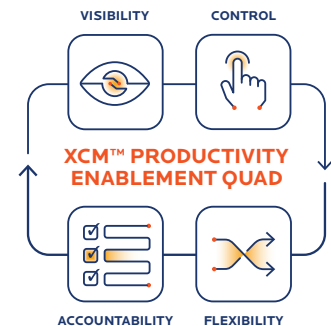 VISIBILITY
CONTROL
XCM™ PRODUCTIVITY
ENABLEMENT QUAD
ACCOUNTABILITY
FLEXIBILITY